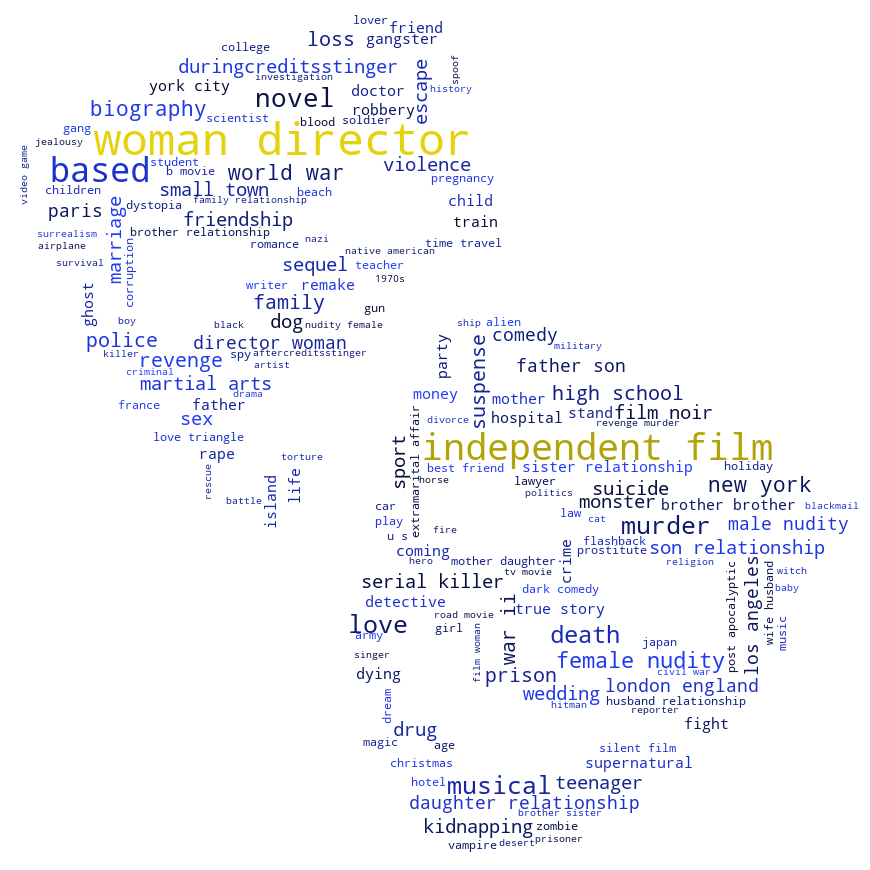 lover
friend
loss gangster
college
duringcreditsstinger
investigation
spoof
york city
novel
doctor
escape
history
biography
robbery
scientist
blood soldier
gang
woman director
jealousy
video game
based
student
b movie
world war
violence
children
small town
beach
pregnancy
family relationship
child
paris
dystopia
marriage
friendship
train
surrealism
brother relationship
airplane
romance
nazi
native american
time travel
survival
corruption
sequel
teacher
1970s
ghost
writer
remake
family
gun
boy
dog
black
nudity female
ship
alien
police
director woman
comedy
party
suspense
military
killer
revenge
spy
aftercreditsstinger
artist
father son
criminal
martial arts
drama
money
mother
high school
france
father
sex
divorce
hospital
stand
film noir
revenge murder
extramarital affair
love triangle
independent film
sport
rape
torture
best friend
sister relationship
holiday
rescue
life
horse
lawyer
suicide
new york
island
battle
politics
monster
brother brother
blackmail
car
play
law
cat
murder
male nudity
u s
fire
flashback
coming
prostitute
son relationship
crime
hero
mother daughter
religion
tv movie
los angeles
post apocalyptic
wife husband
witch
serial killer
dark comedy
baby
detective
war ii
true story
road movie
love
girl
army
death
japan
music
film woman
singer
female nudity
dying
prison
civil war
london england
dream
wedding
hitman
husband relationship
reporter
drug
fight
magic
age
silent film
christmas
supernatural
hotel
musical
teenager
daughter relationship
brother sister
kidnapping
zombie
vampire
desert
prisoner